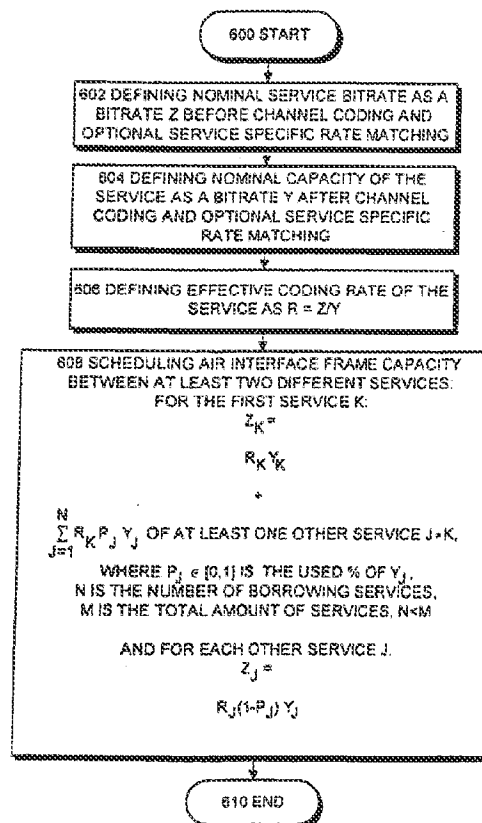 600 START
602 DEFINING NOMINAL SERVICE BITRATE AS A
BITRATE Z BEFORE CHANNEL CODING AND
OPTIONAL SERVICE SPECIFIC RATE MATCHING
604 DEFINING NOMINAL CAPACITY OF THE
SERVICE AS A BITRATE Y AFTER CHANNEL
CODING AND OPTIONAL SERVICE SPECIFIC
RATE MATCHING
606 DEFINING EFFECTIVE CODING RATE OF THE
SERVICE AS R = Z/Y
608 SCHEDULING AIR INTERFACE FRAME CAPACITY
BETWEEN AT LEAST TWO DIFFERENT SERVICES:
FOR THE FIRST SERVICE K:
Z_K =
R_K Y_K
+
N
∑ R_K P_J Y_J OF AT LEAST ONE OTHER SERVICE J≠K,
J=1
WHERE P_J ∈ [0,1] IS THE USED % OF Y_J,
N IS THE NUMBER OF BORROWING SERVICES,
M IS THE TOTAL AMOUNT OF SERVICES, N<M
AND FOR EACH OTHER SERVICE J:
Z_J =
R_J(1-P_J) Y_J
610 END